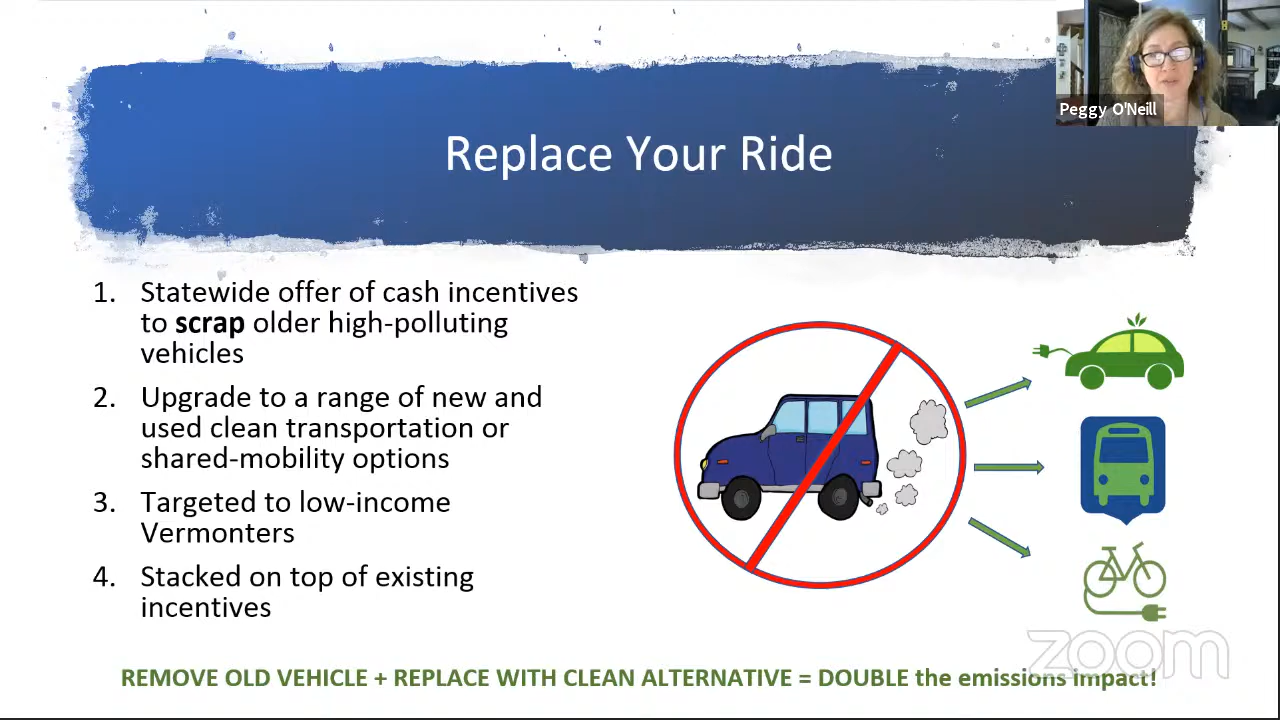 Peggy O'Neill
Replace Your Ride
1. Statewide offer of cash incentives
to scrap older high-polluting
vehicles
2. Upgrade to a range of new and
used clean transportation or
shared-mobility options
3. Targeted to low-income
Vermonters
4. Stacked on top of existing
incentives
zoom
REMOVE OLD VEHICLE + REPLACE WITH CLEAN ALTERNATIVE = DOUBLE the emissions impact!